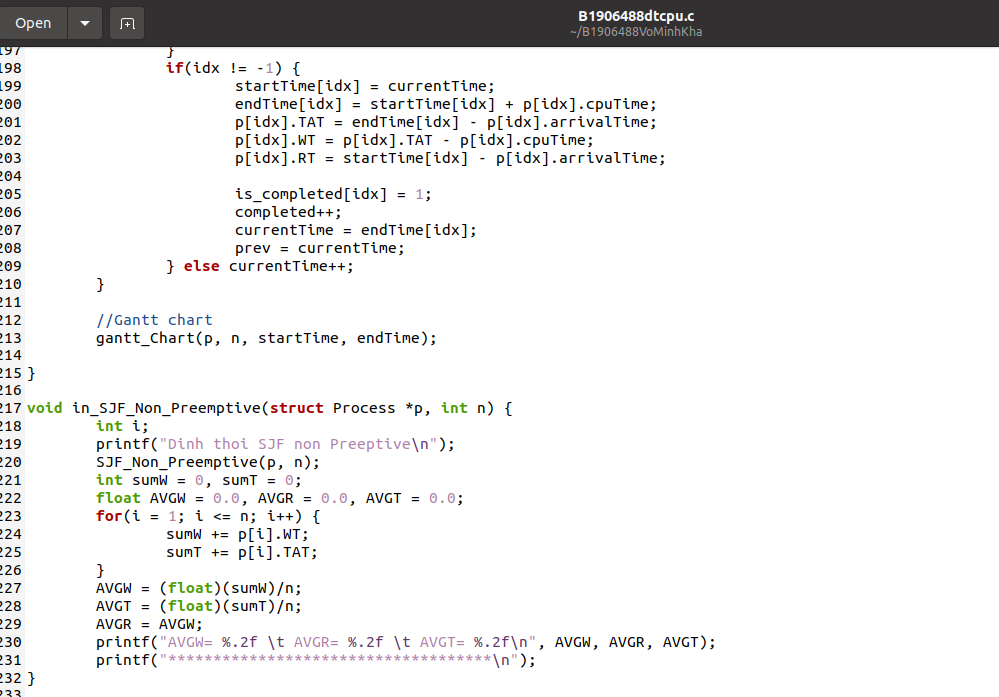 Open
B1906488dtcpu.c
~/B1906488VoMinhKha
197 }
198 if(idx != -1) {
199 startTime[idx] = currentTime;
200 endTime[idx] = startTime[idx] + p[idx].cpuTime;
201 p[idx].TAT = endTime[idx] - p[idx].arrivalTime;
202 p[idx].WT = p[idx].TAT - p[idx].cpuTime;
203 p[idx].RT = startTime[idx] - p[idx].arrivalTime;
204
205 is_completed[idx] = 1;
206 completed++;
207 currentTime = endTime[idx];
208 prev = currentTime;
209 } else currentTime++;
210 }
211
212 //Gantt chart
213 gantt_Chart(p, n, startTime, endTime);
214
215 }
216
217 void in_SJF_Non_Preemptive(struct Process *p, int n) {
218 int i;
219 printf("Dinh thoi SJF non Preeptive\n");
220 SJF_Non_Preemptive(p, n);
221 int sumW = 0, sumT = 0;
222 float AVGW = 0.0, AVGR = 0.0, AVGT = 0.0;
223 for(i = 1; i <= n; i++) {
224 sumW += p[i].WT;
225 sumT += p[i].TAT;
226 }
227 AVGW = (float)(sumW)/n;
228 AVGT = (float)(sumT)/n;
229 AVGR = AVGW;
230 printf("AVGW= %.2f \t AVGR= %.2f \t AVGT= %.2f\n", AVGW, AVGR, AVGT);
231 printf("************************************\n");
232 }
233